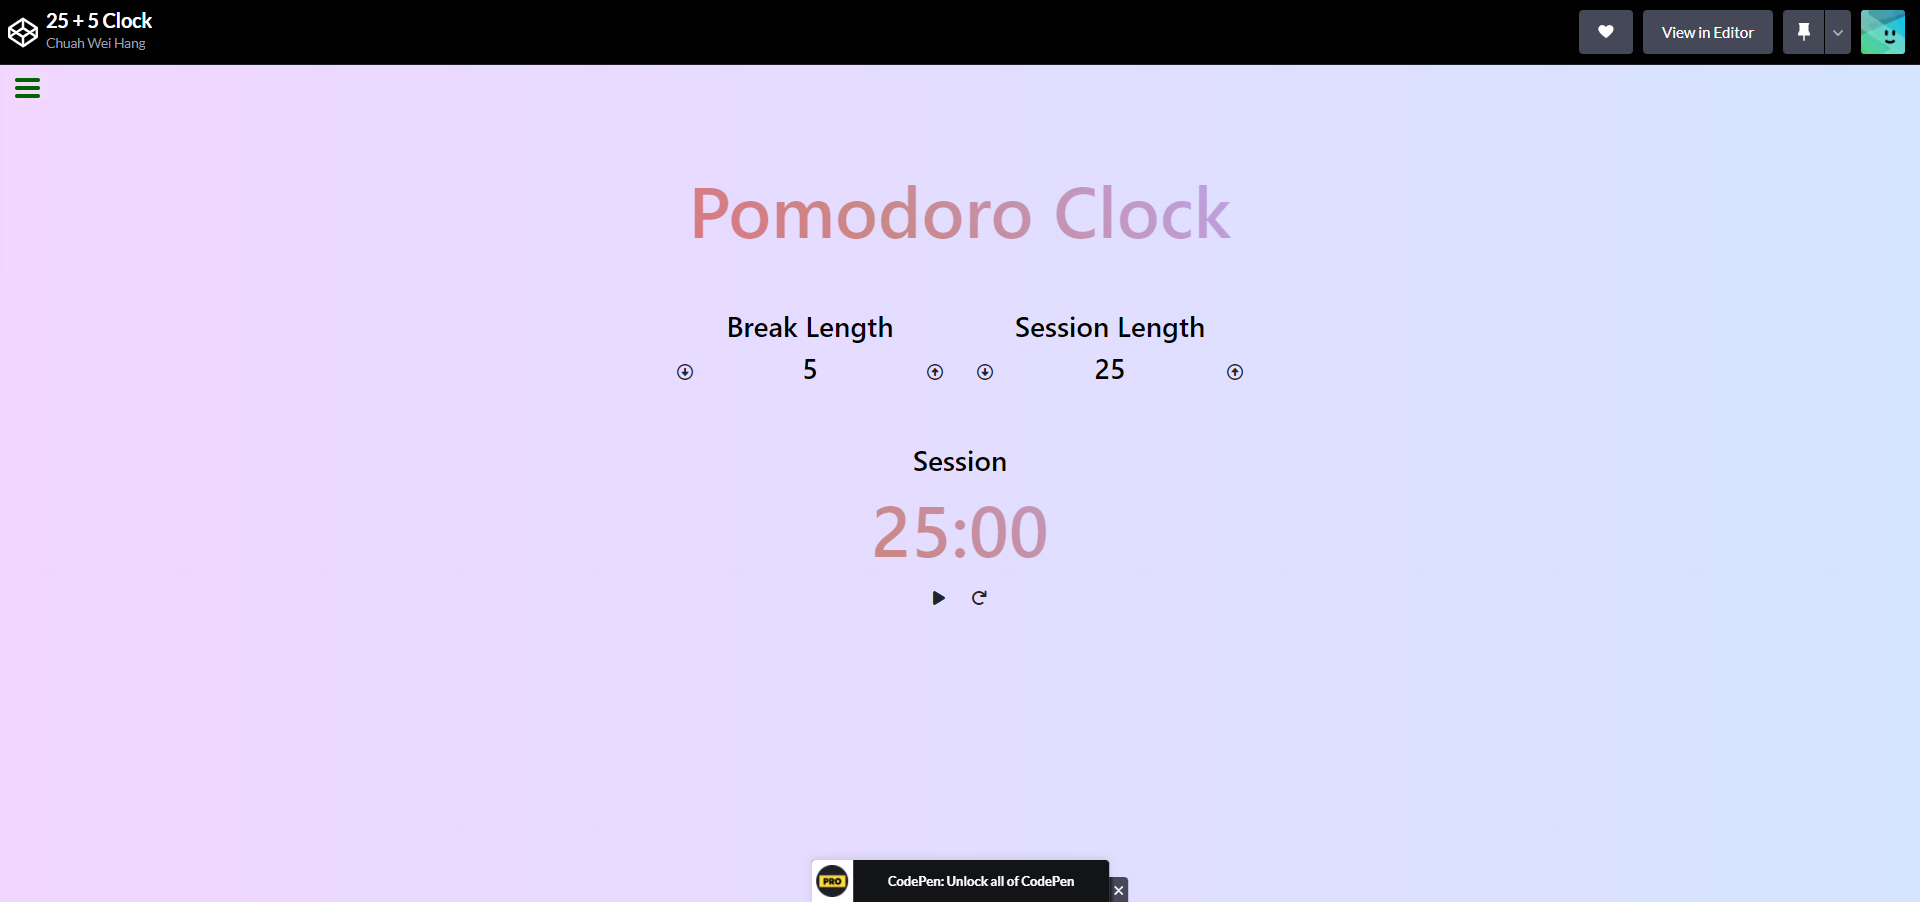 25 + 5 Clock
Chuah Wei Hang
View in Editor
Pomodoro Clock
Break Length
Session Length
5
25
Session
25:00
PRO
CodePen: Unlock all of CodePen